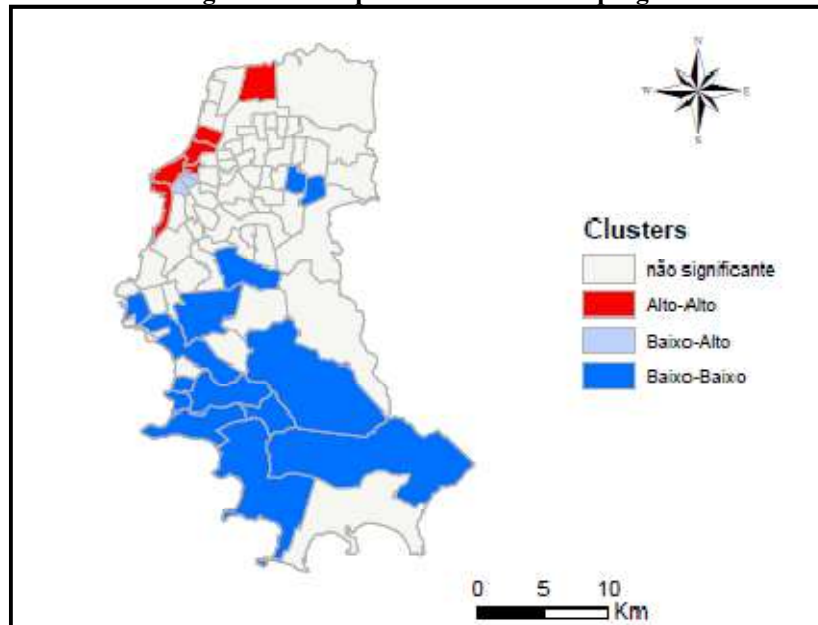 N
W
E
S
Clusters
não significante
Alto-Alto
Baixo-Alto
Baixo-Baixo
0 5 10
Km